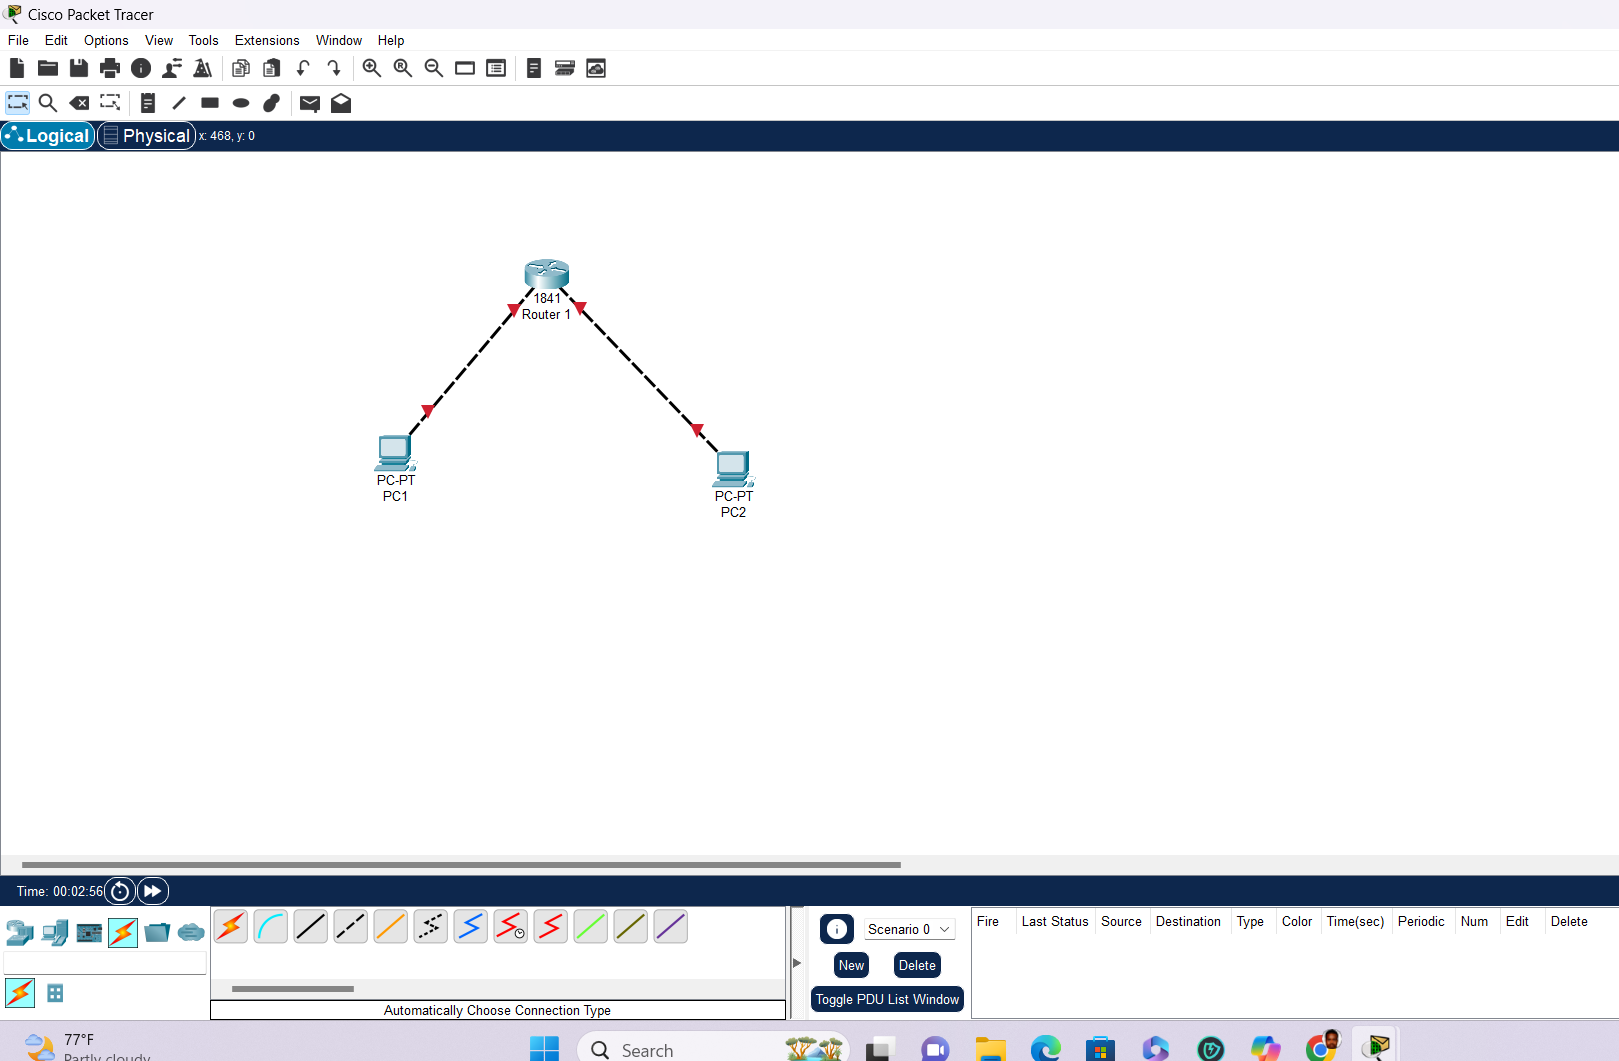 Cisco Packet Tracer
File Edit Options View Tools Extensions Window Help
Logical Physical x: 468, y: 0
1841
Router 1
PC-PT
PC1
PC-PT
PC2
Time: 00:02:56
Scenario 0
New Delete
Toggle PDU List Window
Fire Last Status Source Destination Type Color Time(sec) Periodic Num Edit Delete
Automatically Choose Connection Type
77°F
Partly cloudy
Search